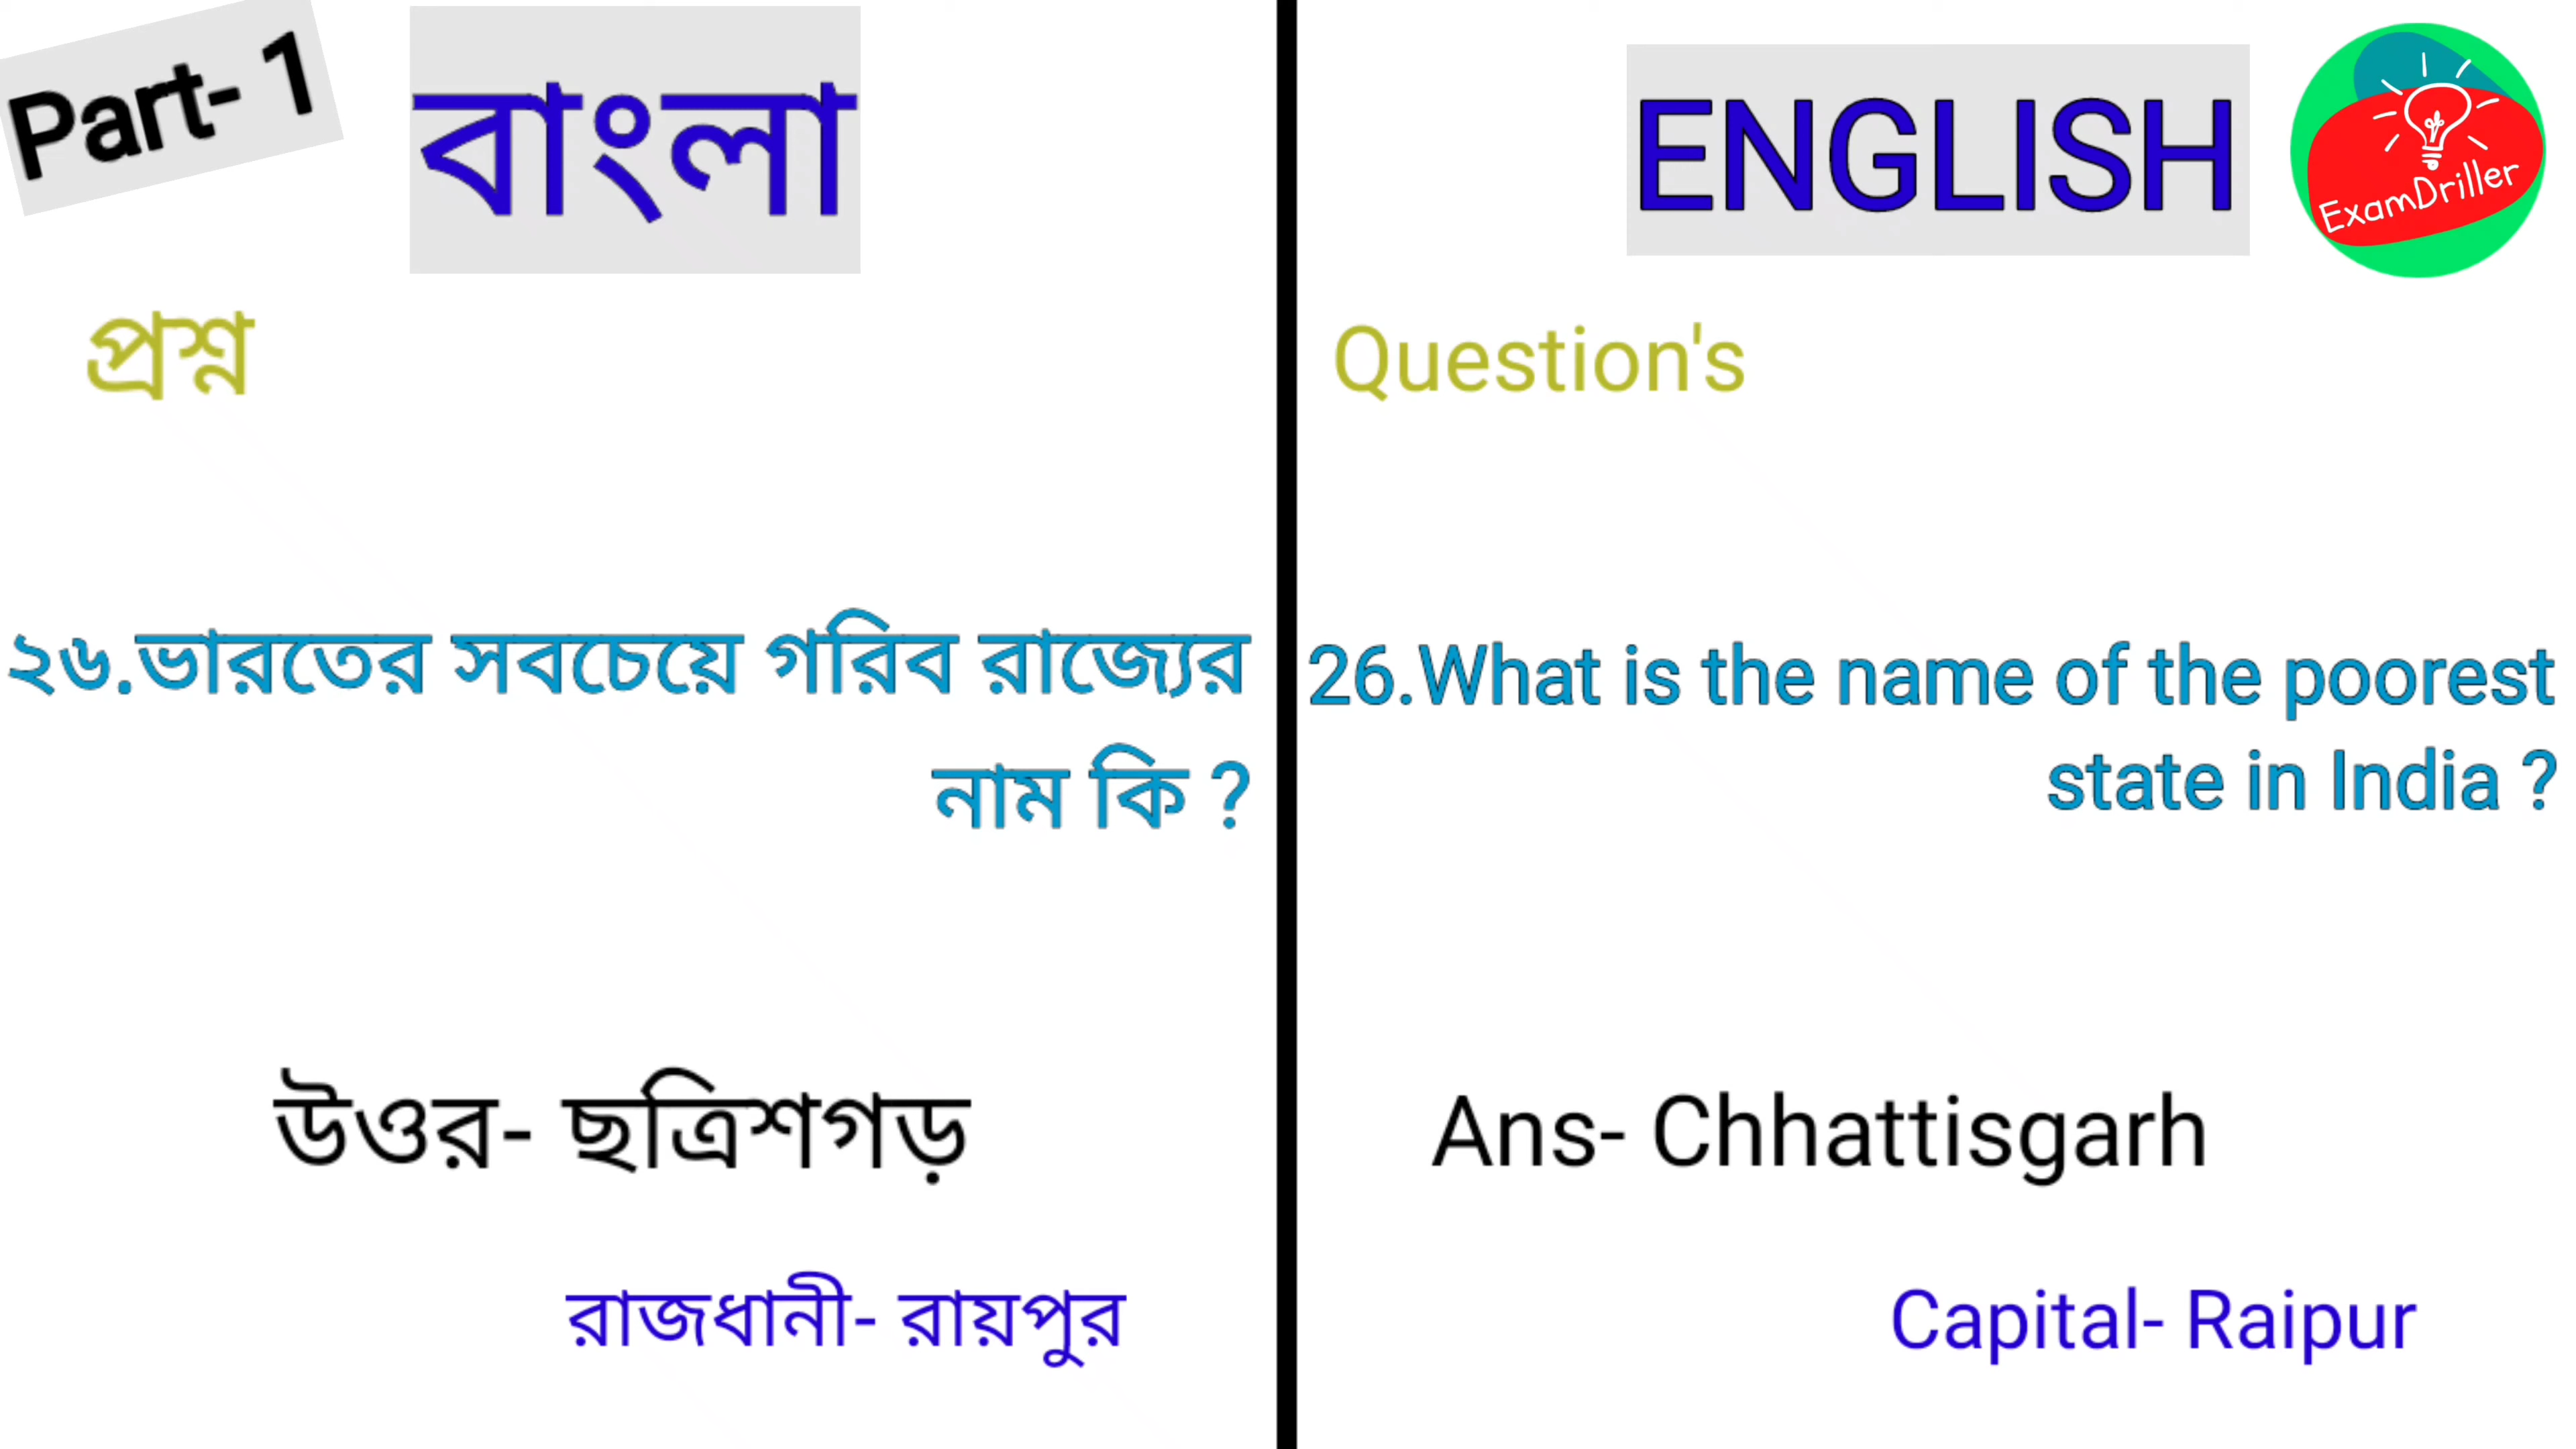 Part- 1
বাংলা
প্রশ্ন
২৬.ভারতের সবচেয়ে গরিব রাজ্যের
নাম কি ?
উওর- ছত্রিশগড়
রাজধানী- রায়পুর
ENGLISH
ExamDriller
Question's
26.What is the name of the poorest
state in India ?
Ans- Chhattisgarh
Capital- Raipur